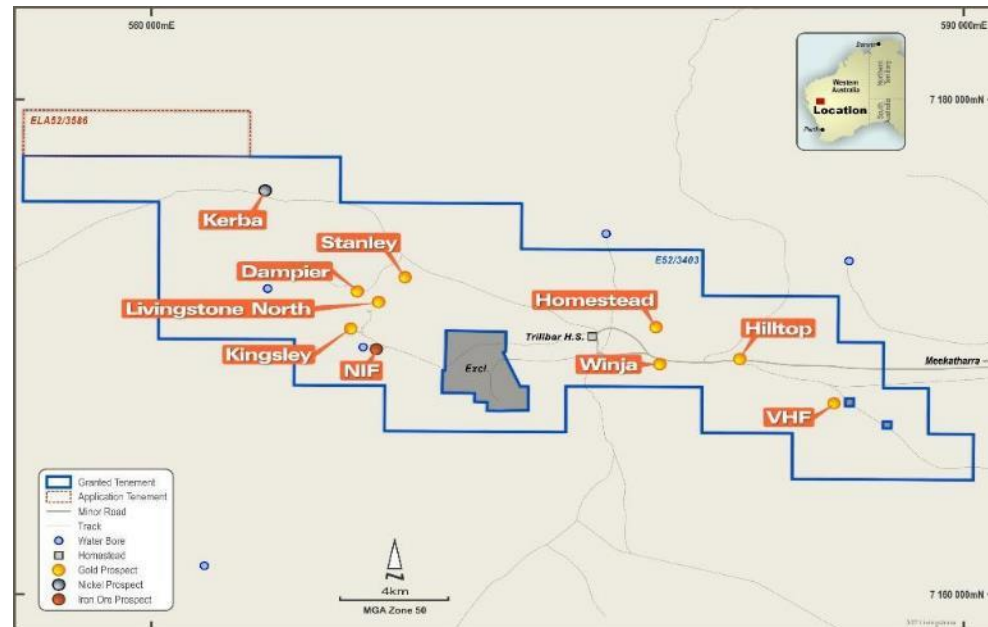 560 000mE
590 000mE
7 180 000mN
Darwin
Western
Australia
Northern
Territory
South
Australia
Location
Perth
ELA52/3586
E52/3403
Kerba
Stanley
Dampier
Livingstone North
Kingsley
NIF
Excl.
Trillbar H.S.
Homestead
Winja
Hilltop
Meekatharra
VHF
Granted Tenement
Application Tenement
Minor Road
Track
Water Bore
Homestead
Gold Prospect
Nickel Prospect
Iron Ore Prospect
N
4km
MGA Zone 50
7 160 000mN